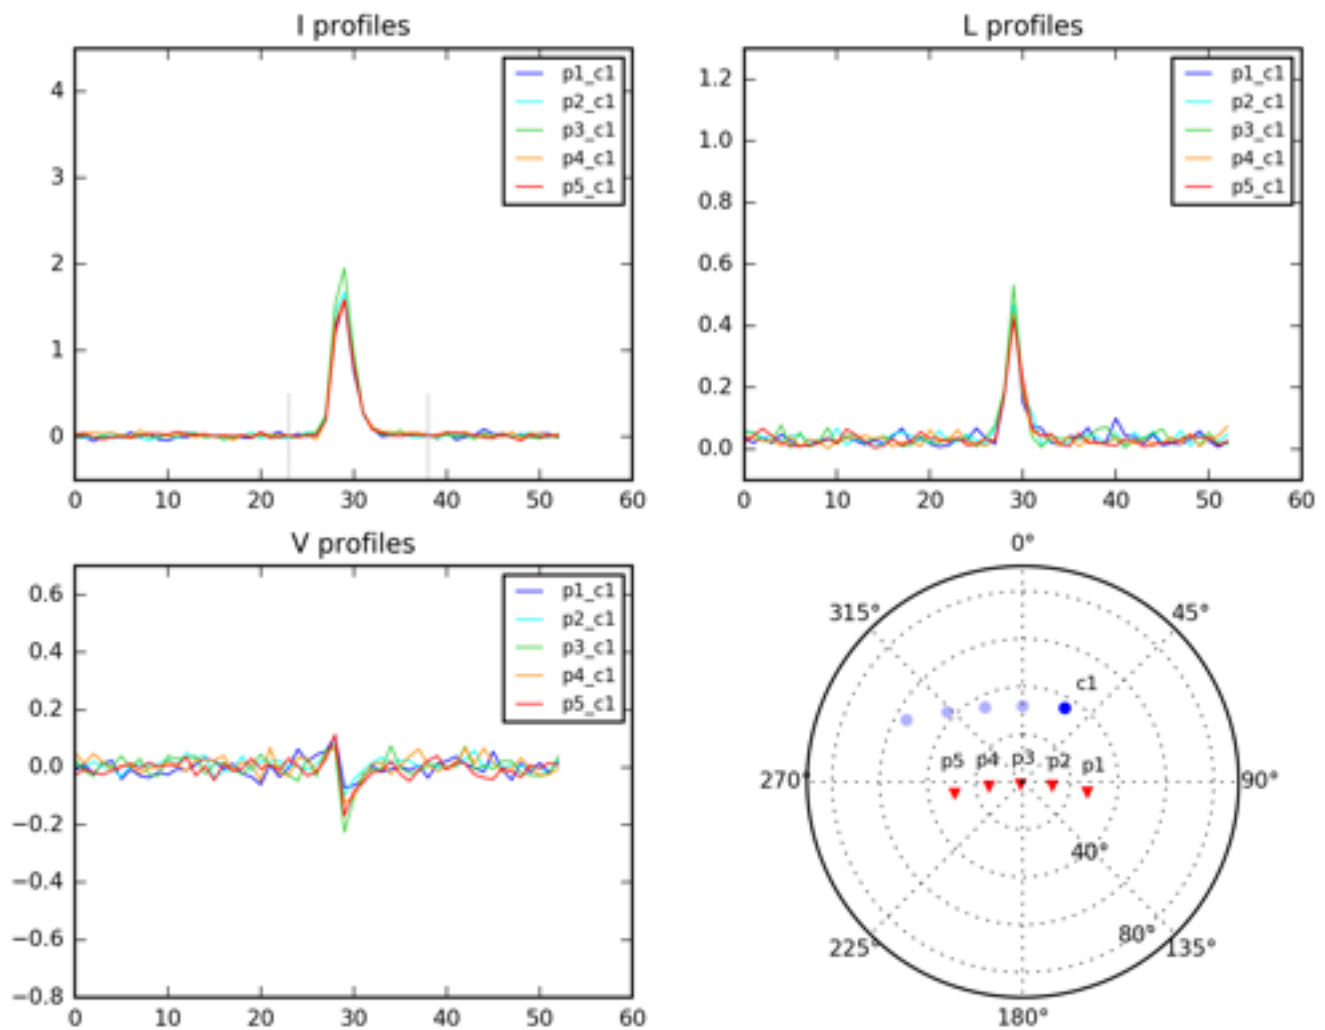 I profiles
4
3
2
1
0
0 10 20 30 40 50 60
p1_c1
p2_c1
p3_c1
p4_c1
p5_c1
L profiles
1.2
1.0
0.8
0.6
0.4
0.2
0.0
0 10 20 30 40 50 60
p1_c1
p2_c1
p3_c1
p4_c1
p5_c1
V profiles
0.6
0.4
0.2
0.0
−0.2
−0.4
−0.6
−0.8
0 10 20 30 40 50 60
p1_c1
p2_c1
p3_c1
p4_c1
p5_c1
0°
315° 45°
c1
p5 p4 p3 p2 p1
270° 90°
40°
80°
225° 135°
180°